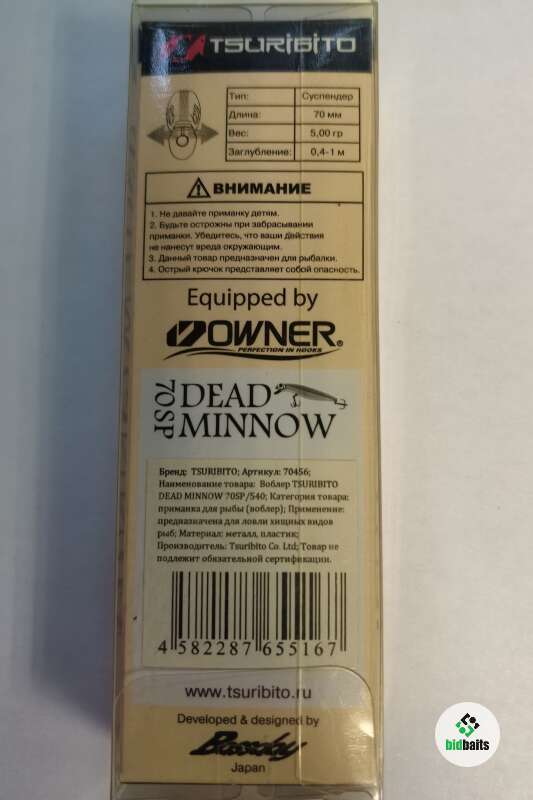 TSURIBITO
Тип: Суспендер
Длина: 70 мм
Вес: 5,00 гр
Заглубление: 0,4-1 м
ВНИМАНИЕ
1. Не давайте приманку детям.
2. Будьте острожны при забрасывании
приманки. Убедитесь, что ваши действия
не нанесут вреда окружающим.
3. Данный товар предназначен для рыбалки.
4. Острый крючок представляет собой опасность.
Equipped by
OWNER®
PERFECTION IN HOOKS
70SP
DEAD
MINNOW
Бренд: TSURIBITO; Артикул: 70456;
Наименование товара: Воблер TSURIBITO
DEAD MINNOW 70SP/540; Категория товара:
приманка для рыбы (воблер); Применение:
предназначена для ловли хищных видов
рыб; Материал: металл, пластик;
Производитель: Tsuribito Co. Ltd; Товар не
подлежит обязательной сертификации.
4 582287 655167
www.tsuribito.ru
Developed & designed by
Bassday
Japan
bidbaits